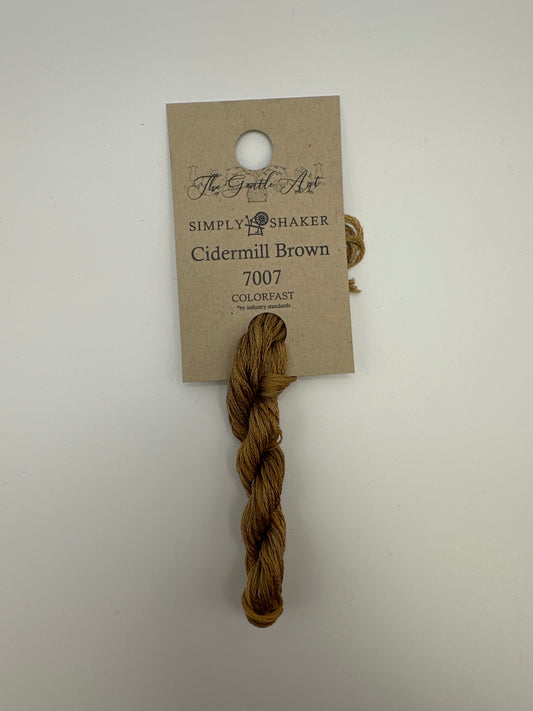 The Gentle Art
SIMPLY SHAKER
Cidermill Brown
7007
COLORFAST
*by industry standards